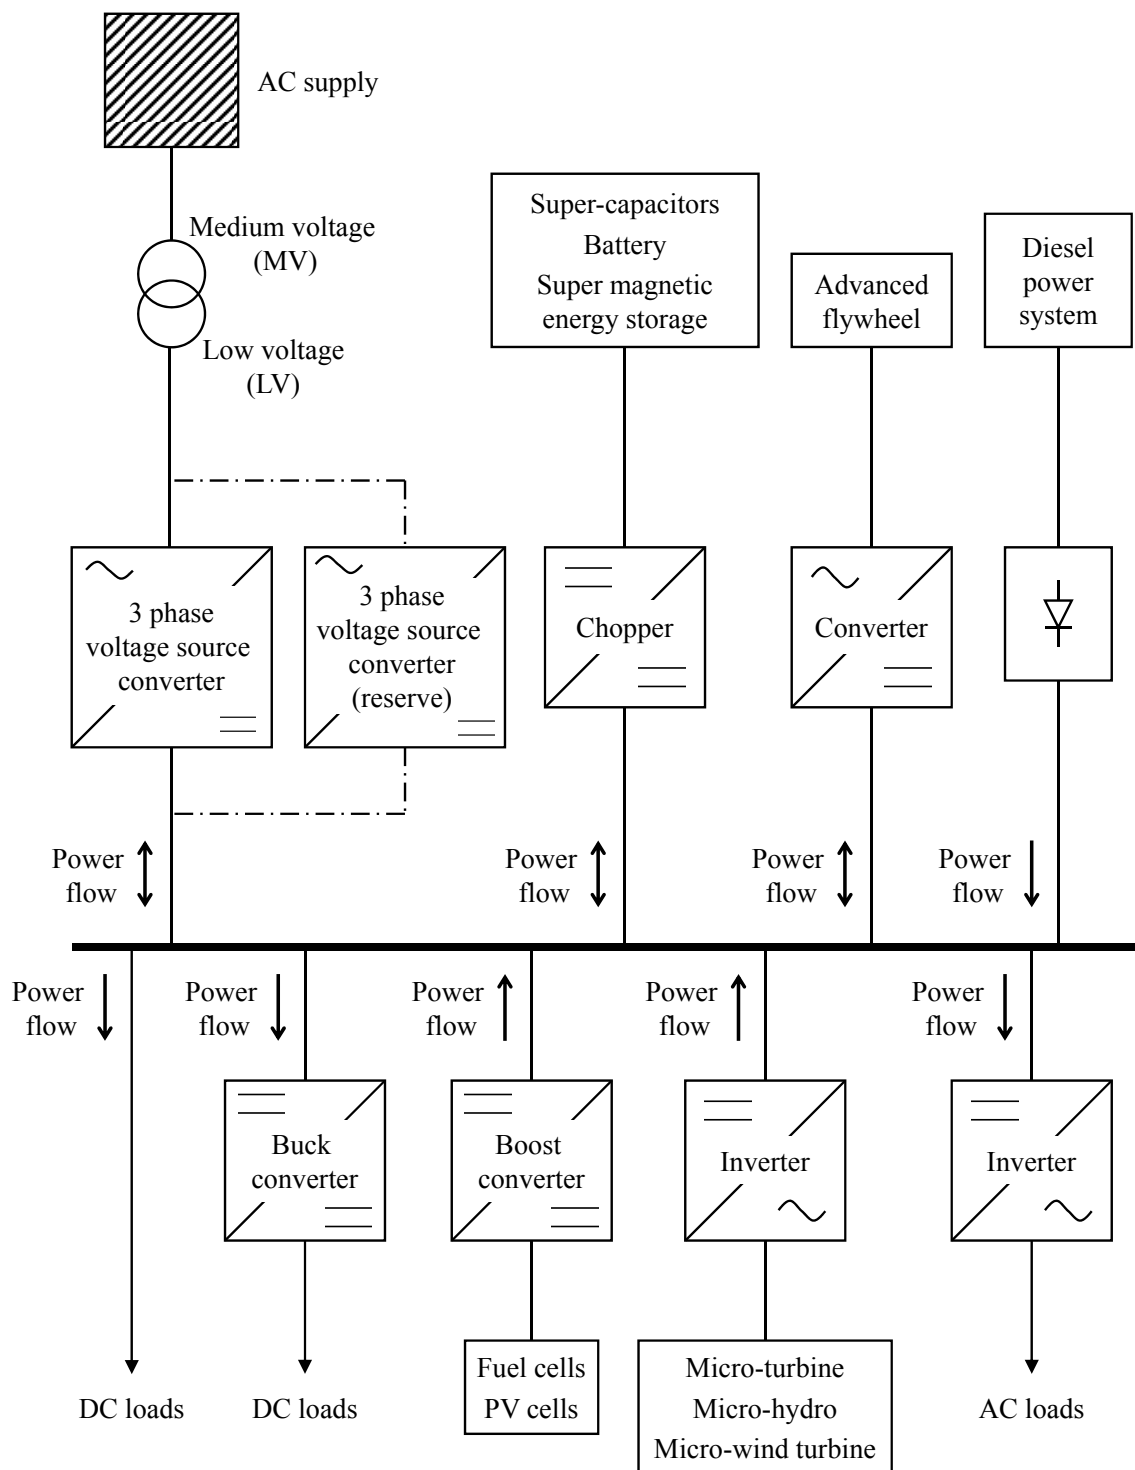 AC supply
Medium voltage
(MV)
Low voltage
(LV)
Super-capacitors
Battery
Super magnetic
energy storage
Advanced
flywheel
Diesel
power
system
3 phase
voltage source
converter
3 phase
voltage source
converter
(reserve)
Chopper
Converter
Power
flow
Power
flow
Power
flow
Power
flow
Power
flow
Power
flow
Power
flow
Power
flow
Power
flow
Buck
converter
Boost
converter
Inverter
Inverter
DC loads
DC loads
Fuel cells
PV cells
Micro-turbine
Micro-hydro
Micro-wind turbine
AC loads